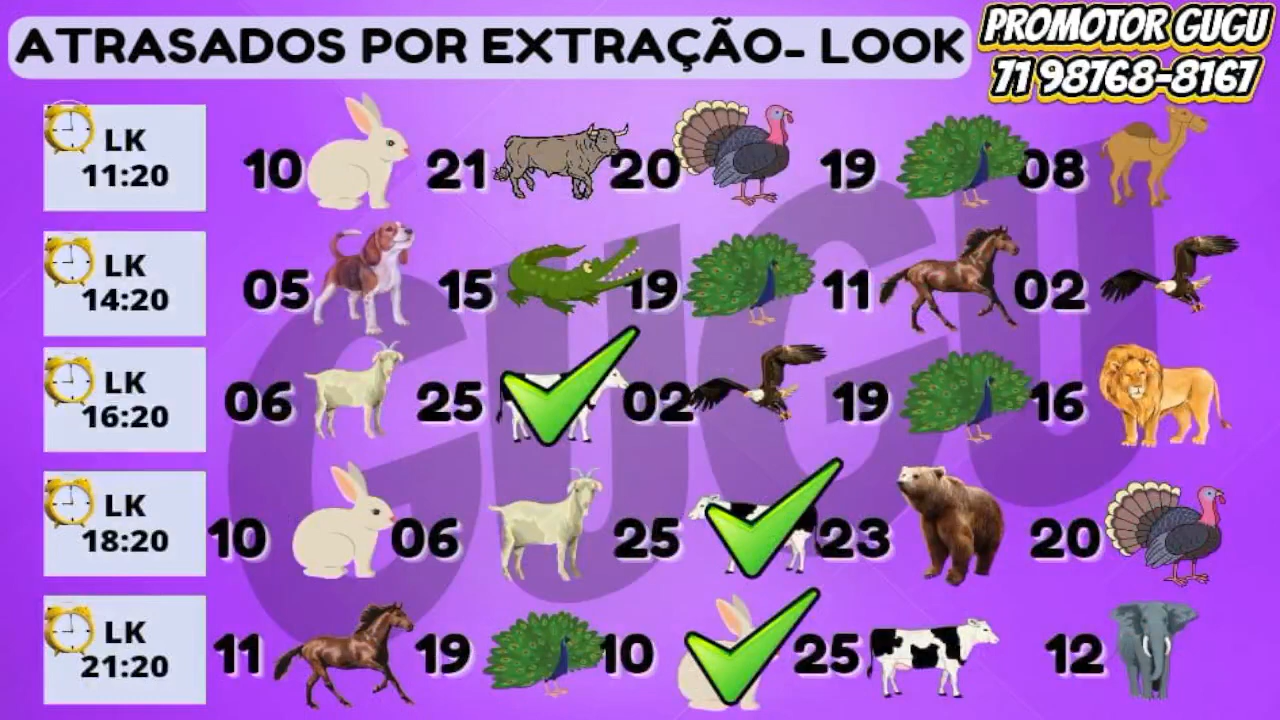 ATRASADOS POR EXTRAÇÃO- LOOK
PROMOTOR GUGU
71 98768-8167
LK
11:20
10 21 20 19 08
LK
14:20
05 15 19 11 02
LK
16:20
06 25 02 19 16
LK
18:20
10 06 25 23 20
LK
21:20
11 19 10 25 12
GUGU